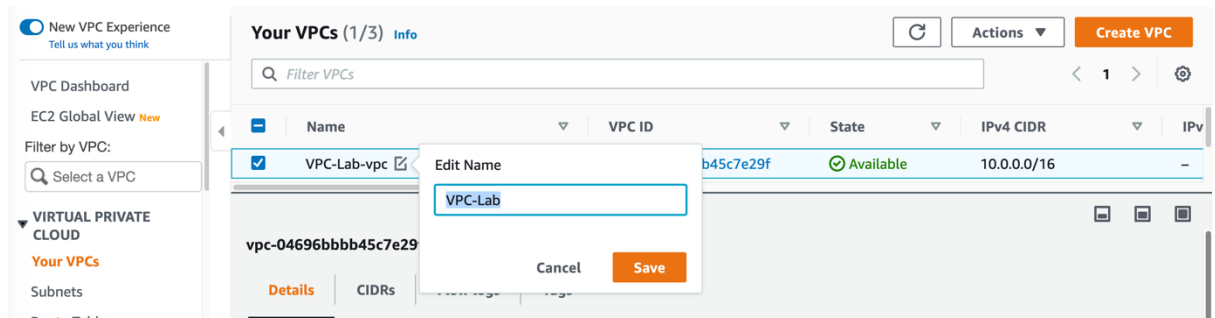 New VPC Experience
Tell us what you think
VPC Dashboard
EC2 Global View New
Filter by VPC:
Select a VPC
VIRTUAL PRIVATE
CLOUD
Your VPCs
Subnets
Your VPCs (1/3) Info
Actions
Create VPC
Filter VPCs
1
Name VPC ID State IPv4 CIDR IPv
VPC-Lab-vpc b45c7e29f Available 10.0.0.0/16 –
Edit Name
VPC-Lab
Cancel Save
vpc-04696bbbb45c7e29
Details CIDRs